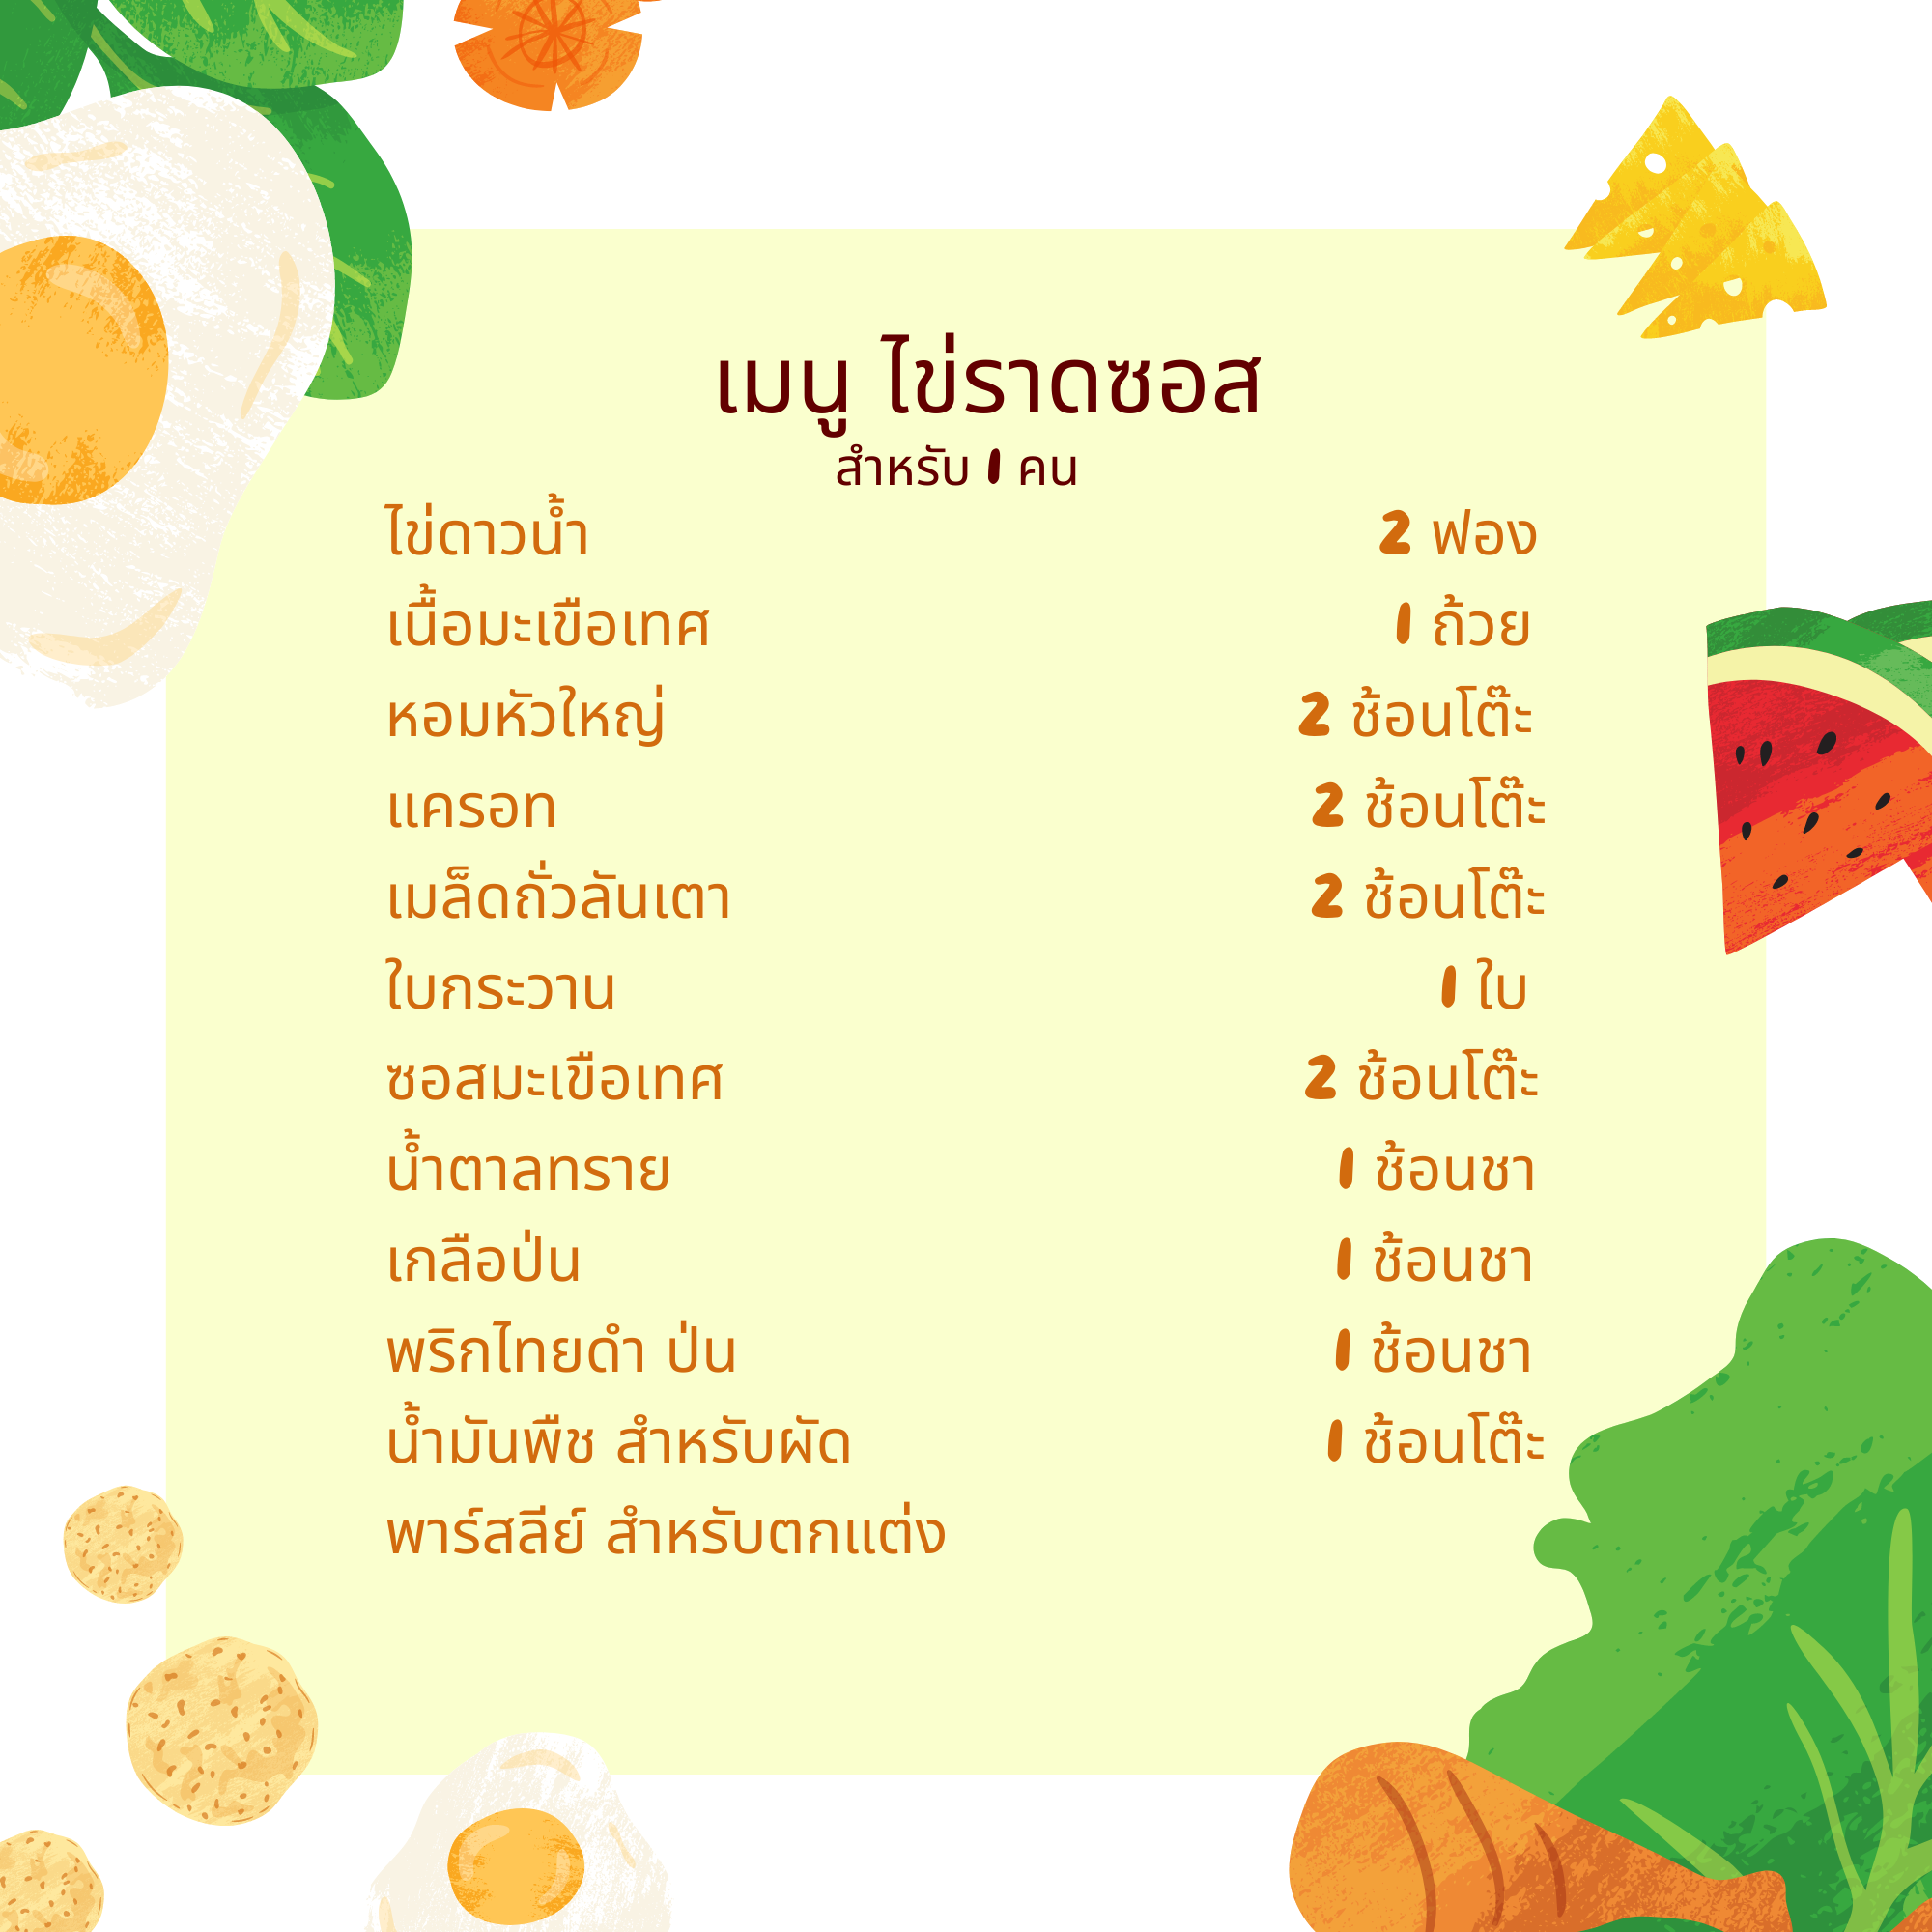 เมนู ไข่ราดซอส
สำหรับ 1 คน
ไข่ดาวน้ำ 2 ฟอง
เนื้อมะเขือเทศ 1 ถ้วย
หอมหัวใหญ่ 2 ช้อนโต๊ะ
แครอท 2 ช้อนโต๊ะ
เมล็ดถั่วลันเตา 2 ช้อนโต๊ะ
ใบกระวาน 1 ใบ
ซอสมะเขือเทศ 2 ช้อนโต๊ะ
น้ำตาลทราย 1 ช้อนชา
เกลือป่น 1 ช้อนชา
พริกไทยดำ ป่น 1 ช้อนชา
น้ำมันพืช สำหรับผัด 1 ช้อนโต๊ะ
พาร์สลีย์ สำหรับตกแต่ง